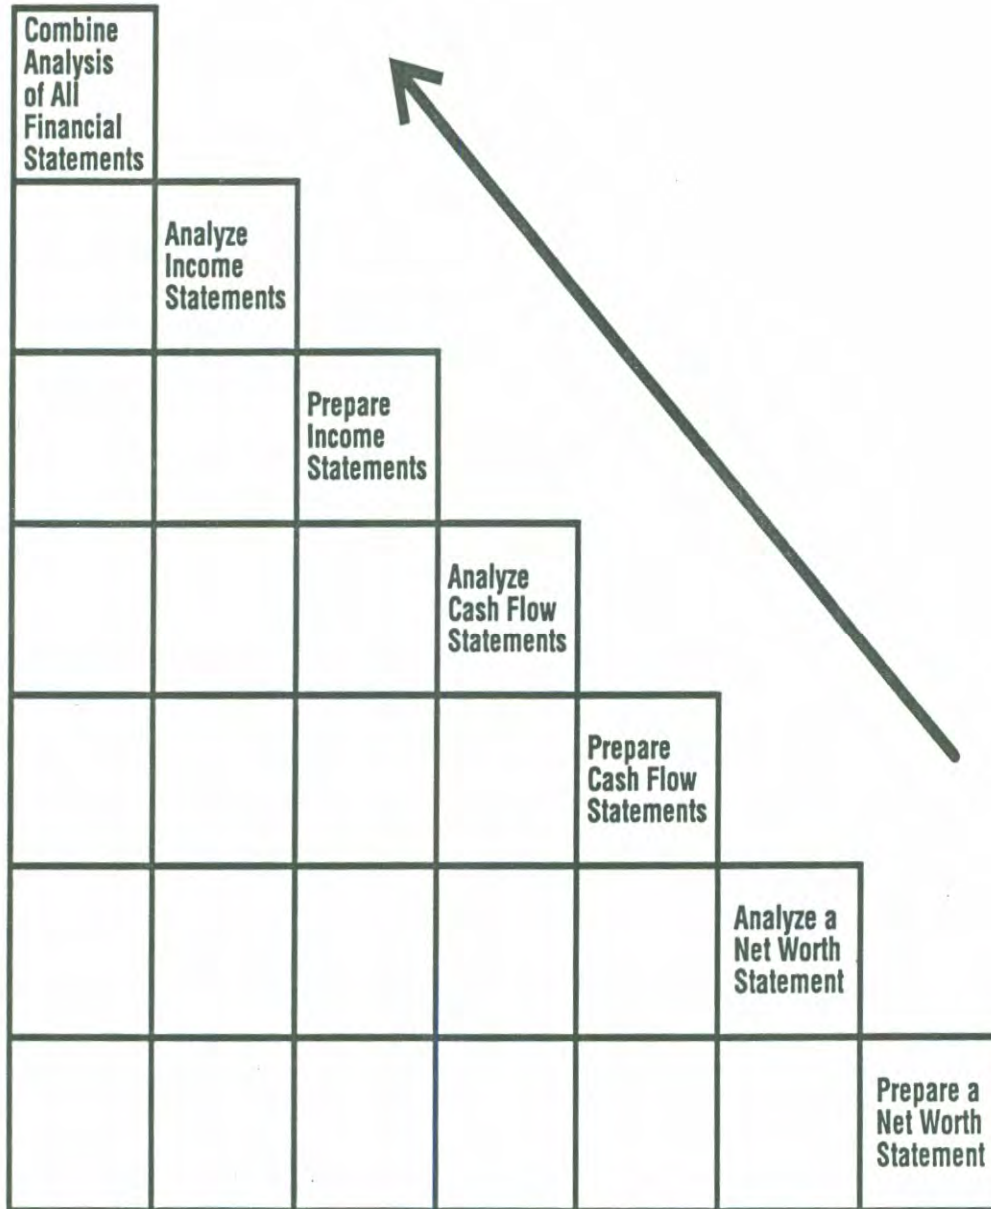 Combine
Analysis
of All
Financial
Statements
Analyze
Income
Statements
Prepare
Income
Statements
Analyze
Cash Flow
Statements
Prepare
Cash Flow
Statements
Analyze a
Net Worth
Statement
Prepare a
Net Worth
Statement